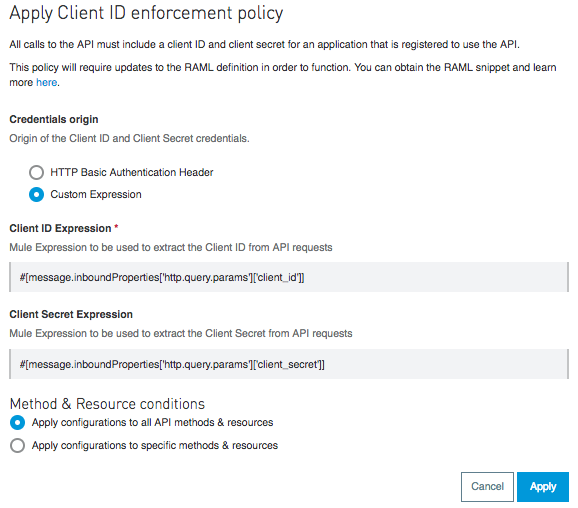 Apply Client ID enforcement policy
All calls to the API must include a client ID and client secret for an application that is registered to use the API.
This policy will require updates to the RAML definition in order to function. You can obtain the RAML snippet and learn
more here.
Credentials origin
Origin of the Client ID and Client Secret credentials.
HTTP Basic Authentication Header
Custom Expression
Client ID Expression *
Mule Expression to be used to extract the Client ID from API requests
#[message.inboundProperties['http.query.params']['client_id']]
Client Secret Expression
Mule Expression to be used to extract the Client Secret from API requests
#[message.inboundProperties['http.query.params']['client_secret']]
Method & Resource conditions
Apply configurations to all API methods & resources
Apply configurations to specific methods & resources
Cancel Apply